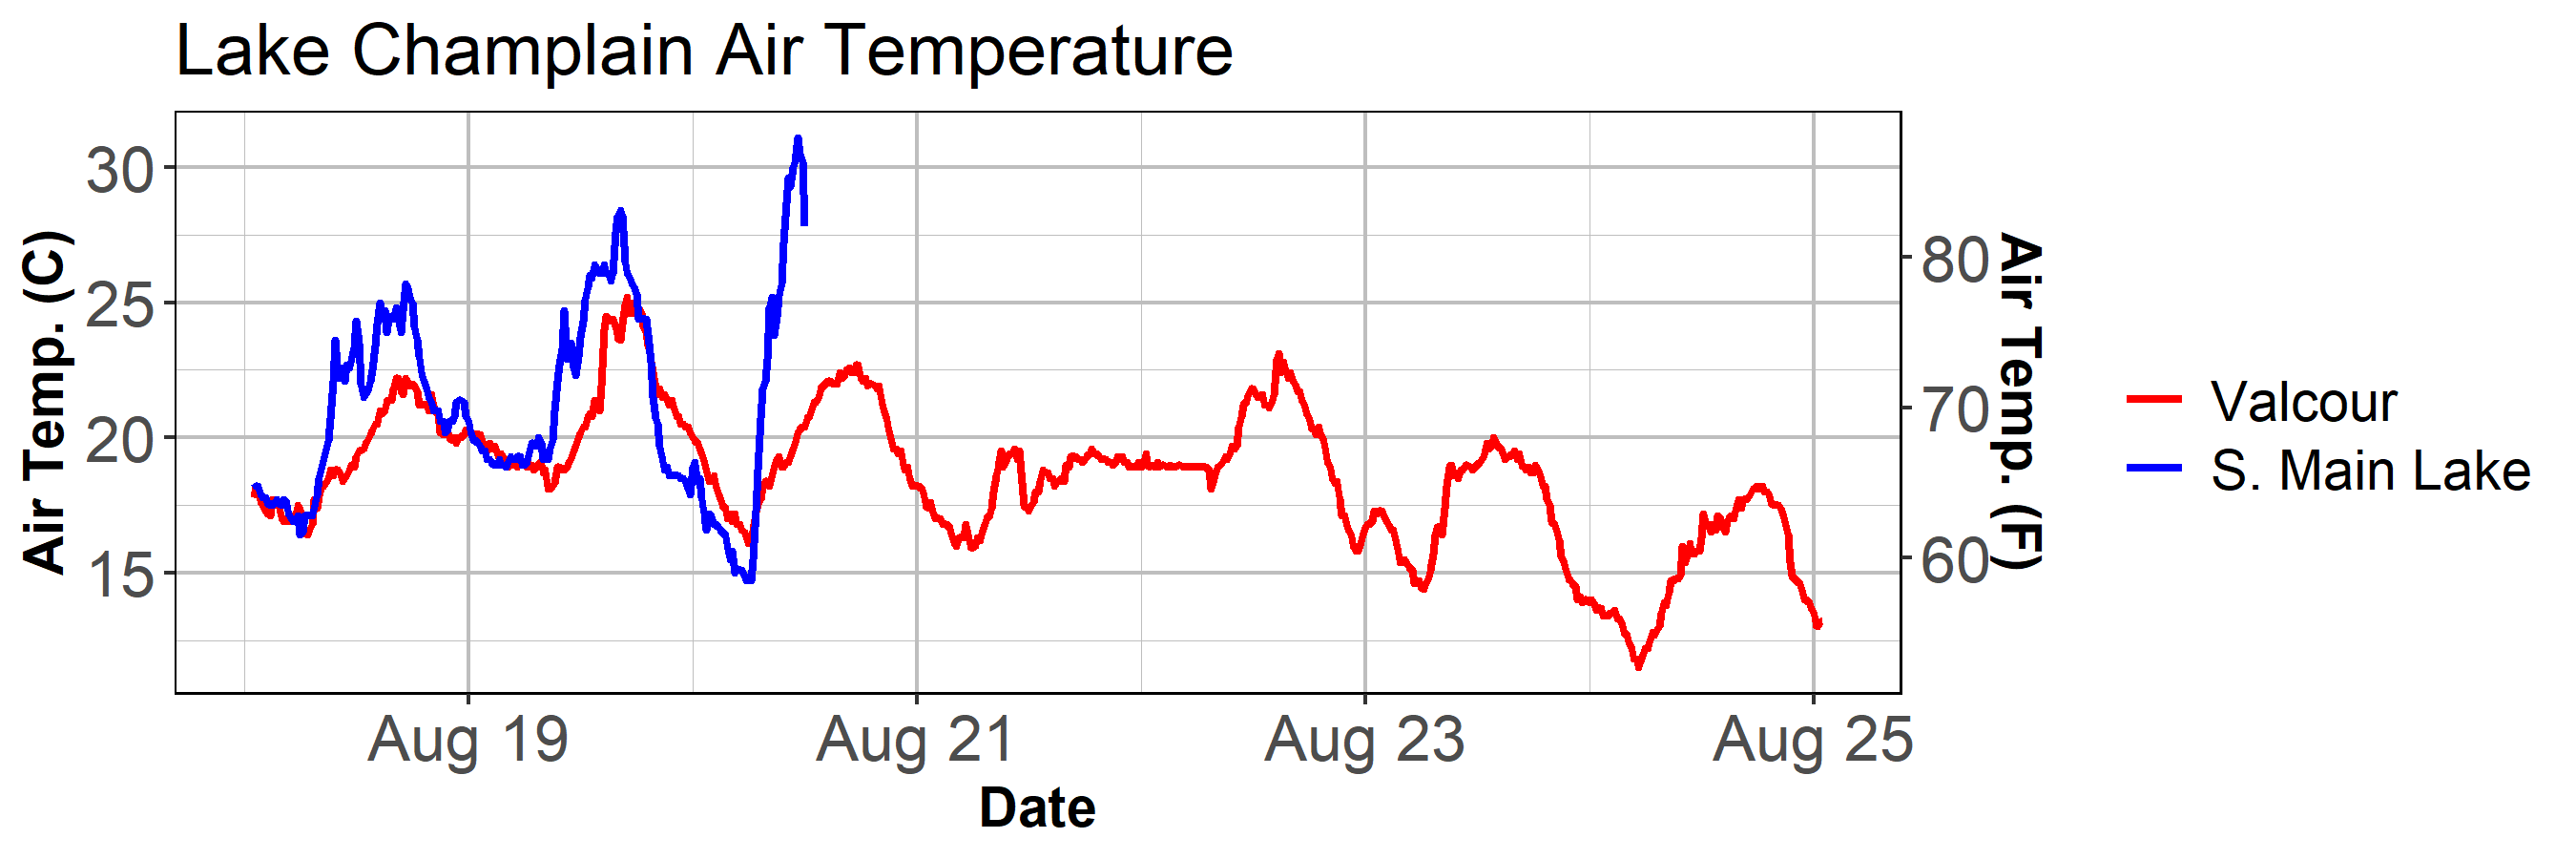 Lake Champlain Air Temperature
Air Temp. (C)
30
25
20
15
80
70
60
Air Temp. (F)
Aug 19
Aug 21
Aug 23
Aug 25
Date
Valcour
S. Main Lake